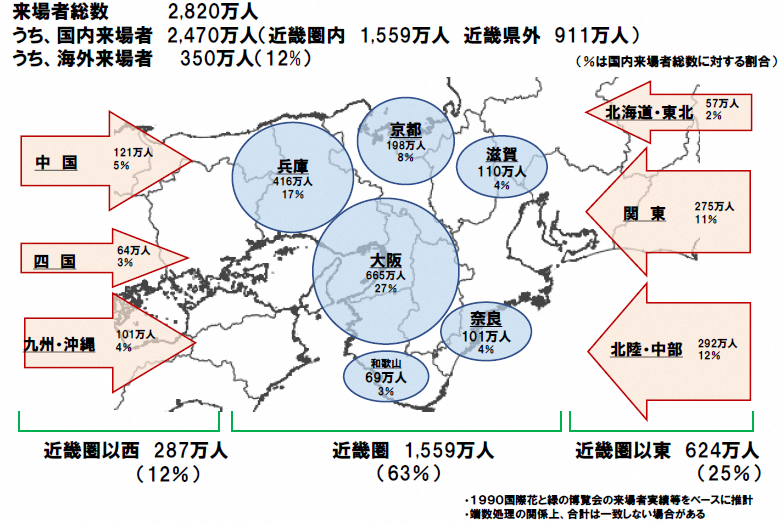 来場者総数 2,820万人
うち、国内来場者 2,470万人(近畿圏内 1,559万人 近畿県外 911万人)
うち、海外来場者 350万人(12%)
(%は国内来場者総数に対する割合)
中 国
121万人
5%
四 国
64万人
3%
九州・沖縄
101万人
4%
兵庫
416万人
17%
京都
198万人
8%
滋賀
110万人
4%
大阪
665万人
27%
奈良
101万人
4%
和歌山
69万人
3%
北海道・東北
57万人
2%
関 東
275万人
11%
北陸・中部
292万人
12%
近畿圏以西 287万人
(12%)
近畿圏 1,559万人
(63%)
近畿圏以東 624万人
(25%)
・1990国際花と緑の博覧会の来場者実績等をベースに推計
・端数処理の関係上、合計は一致しない場合がある